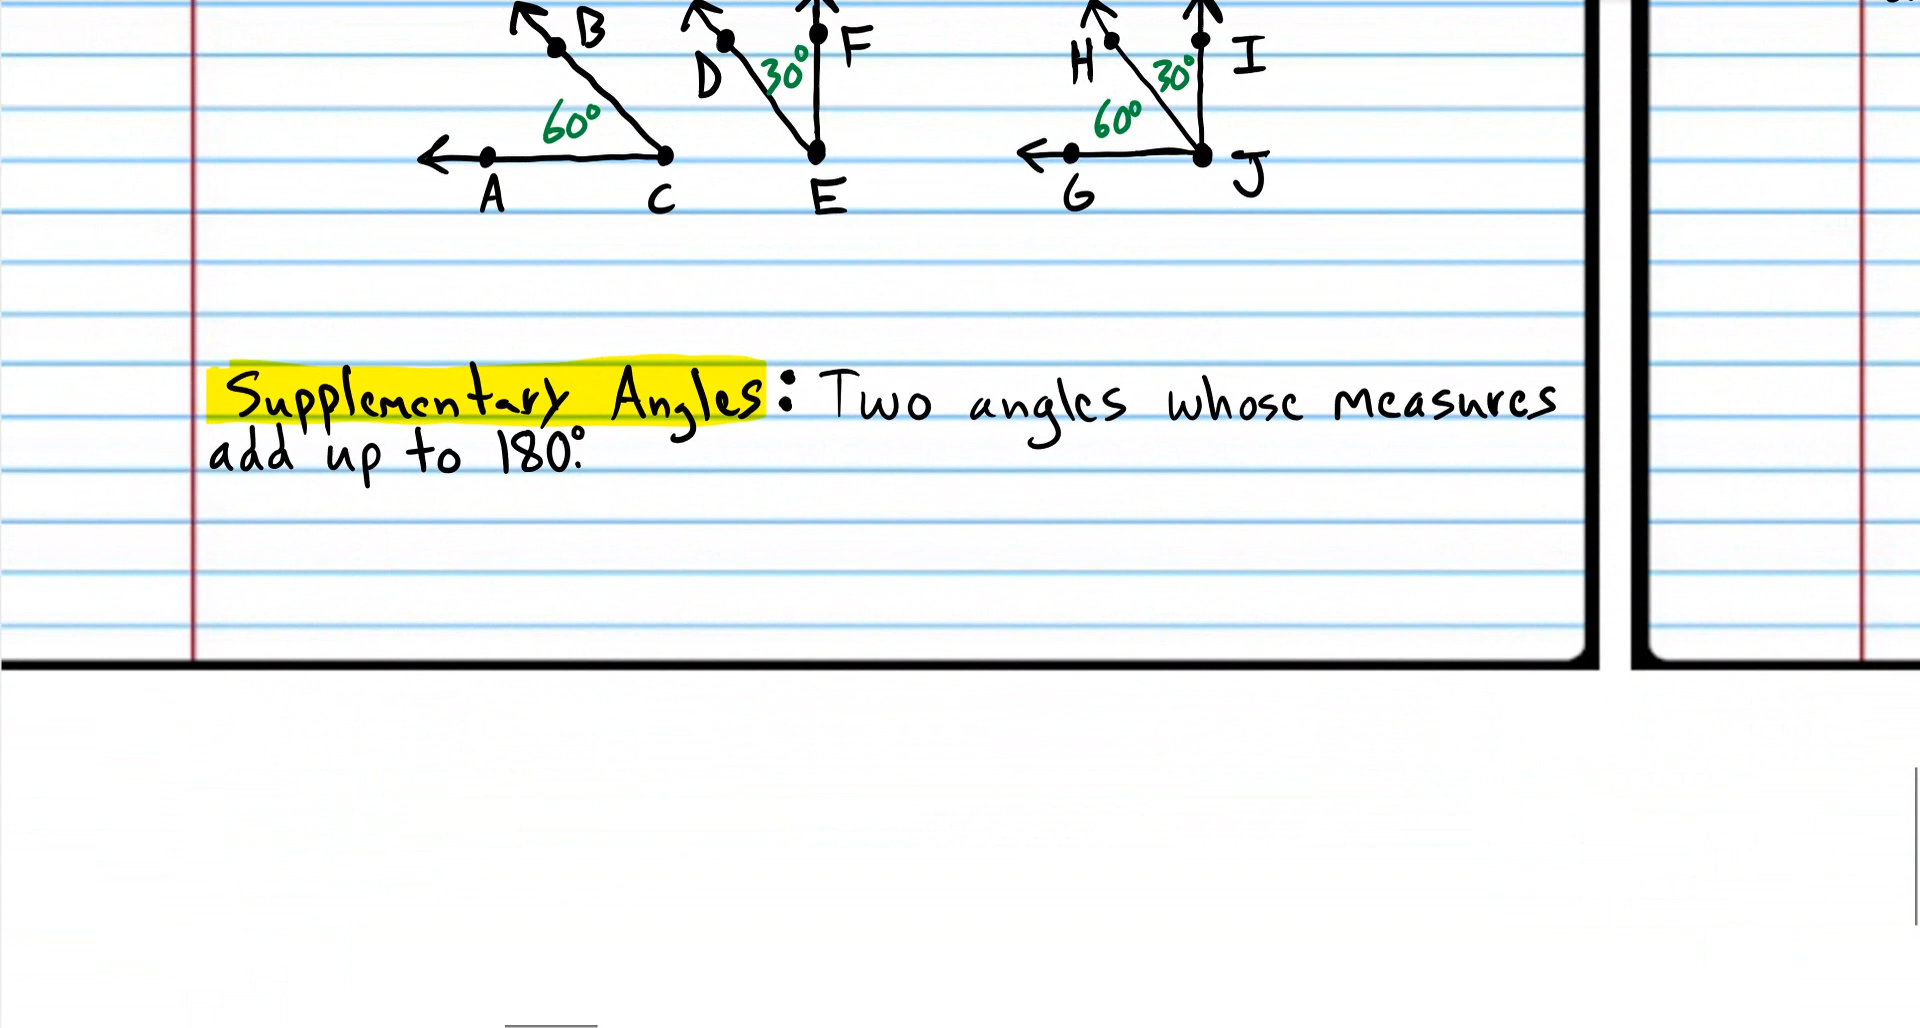 B D F H I
30° 30°
60° 60°
A C E G J
Supplementary Angles: Two angles whose measures
add up to 180°.